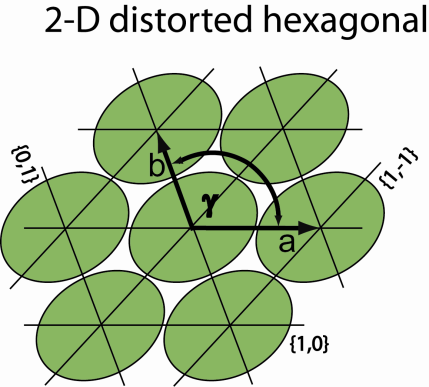 2-D distorted hexagonal
{0,1}
{1,-1}
b
γ
a
{1,0}